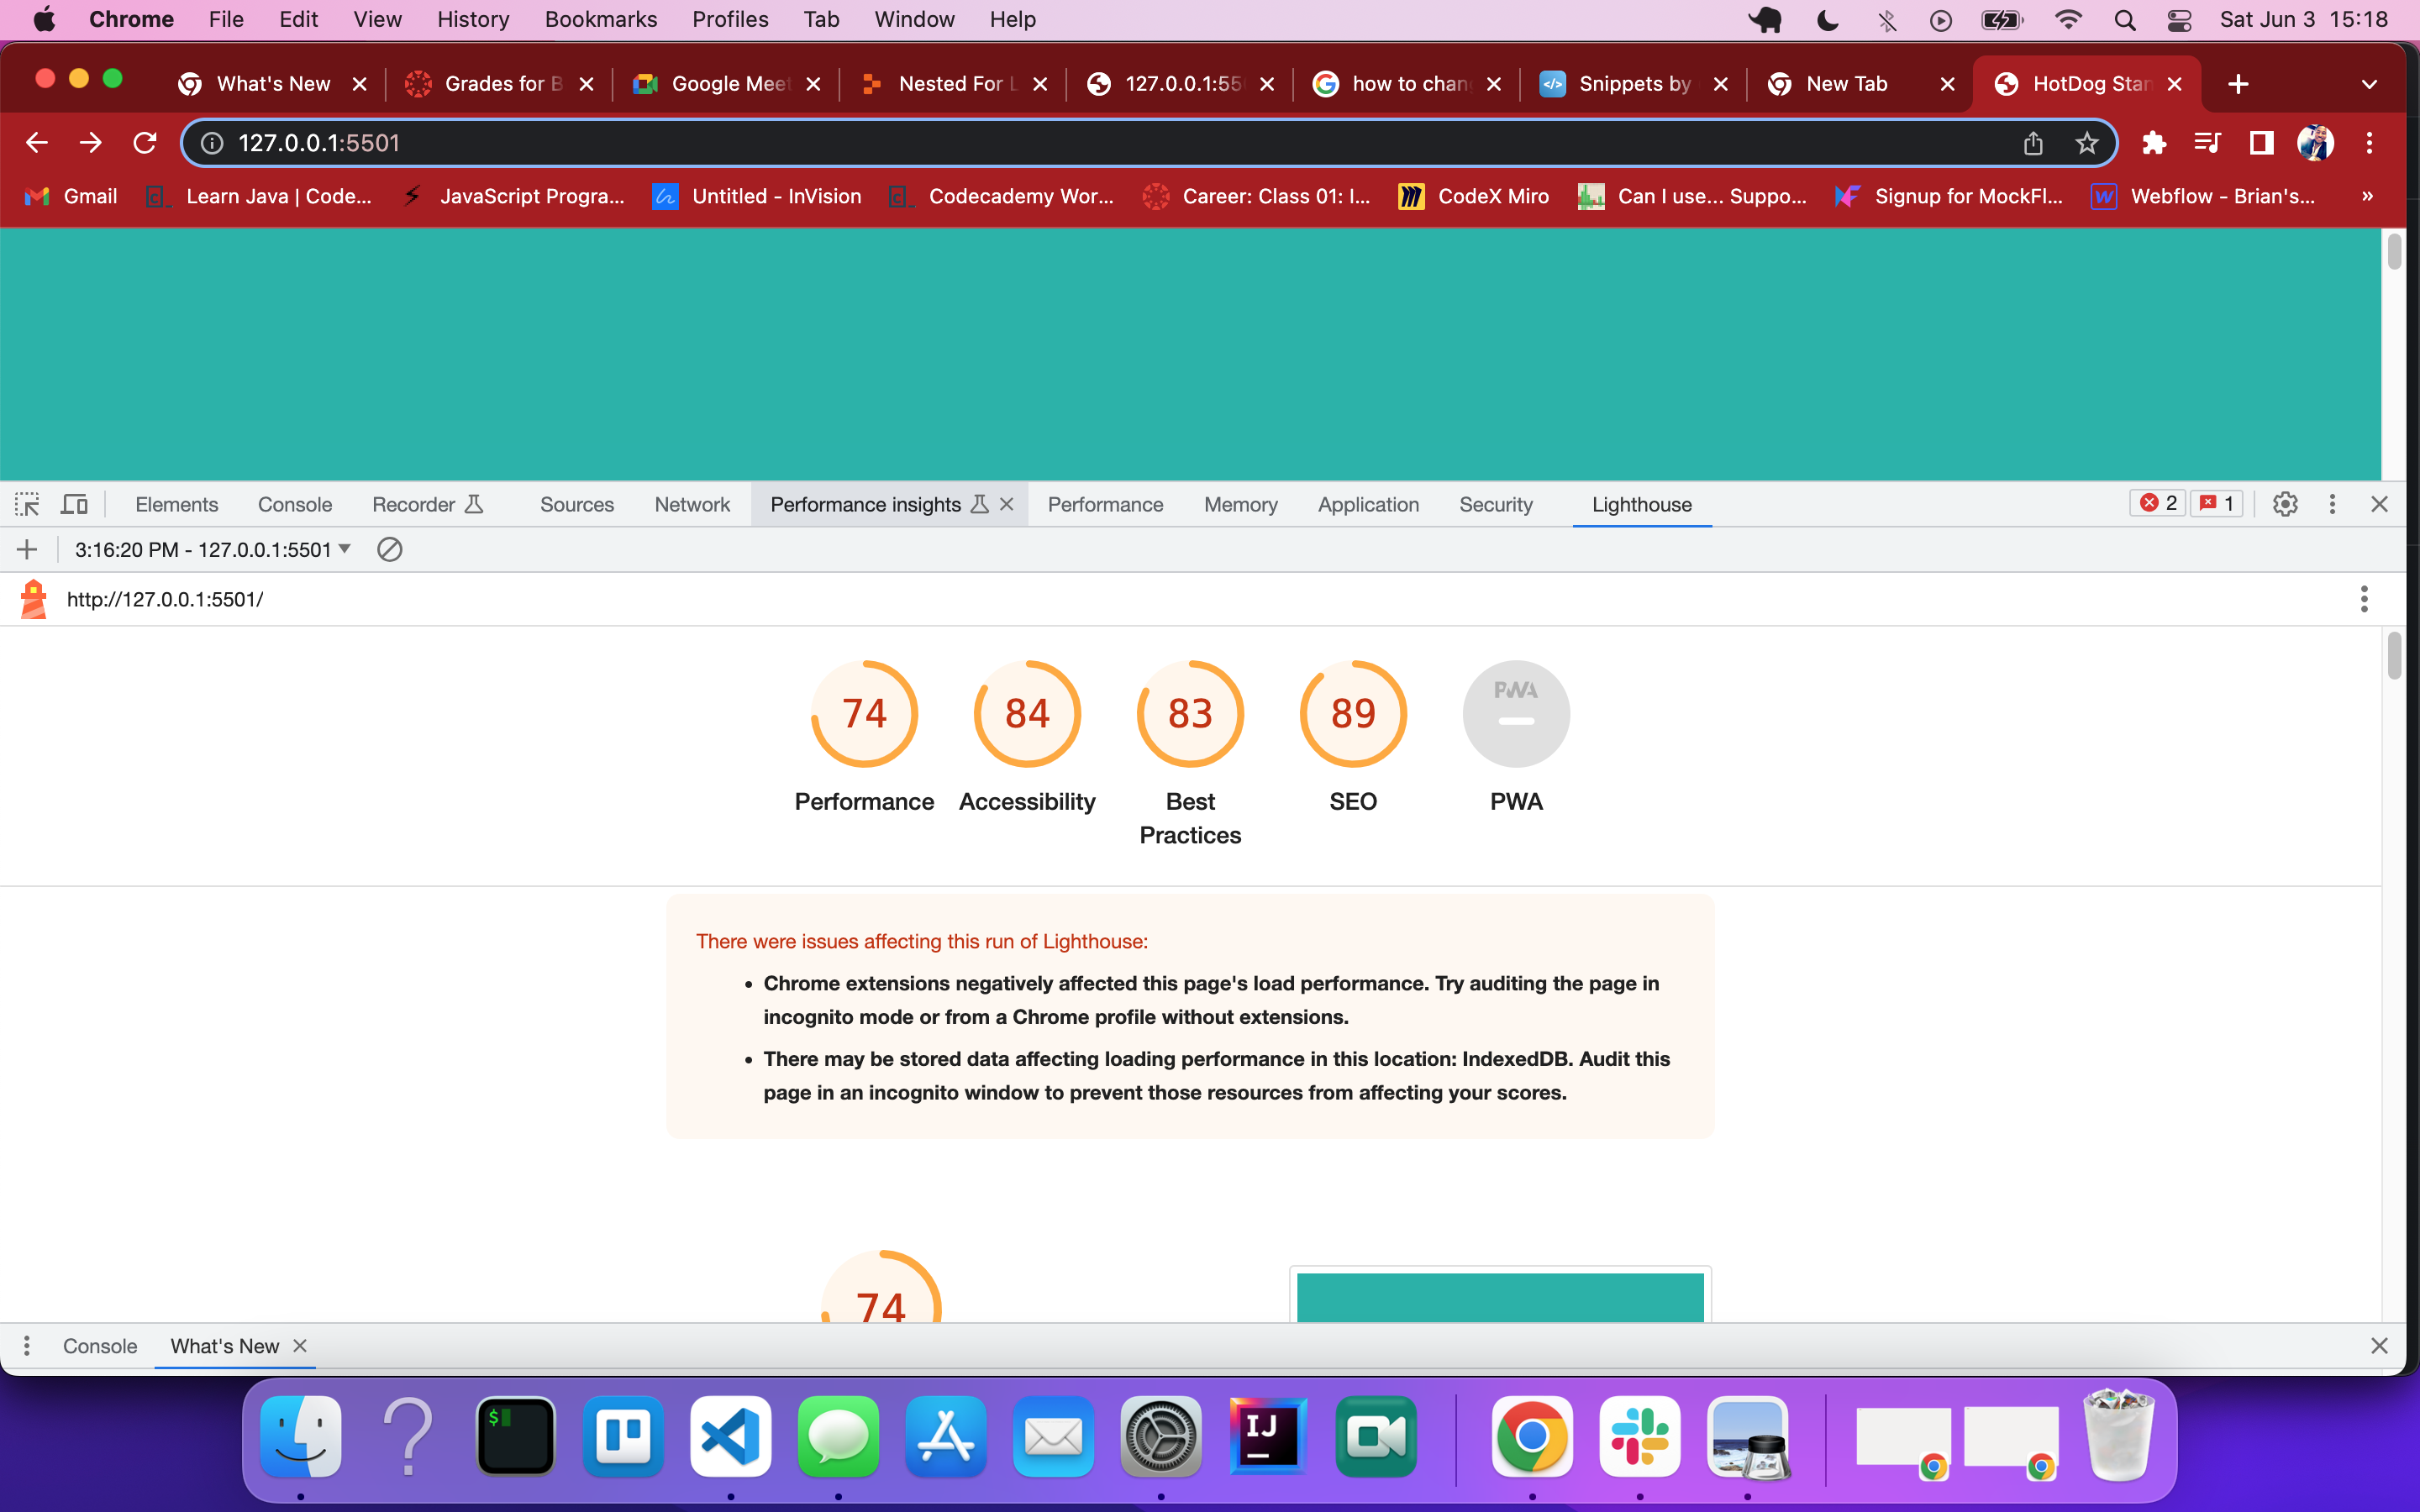 Chrome File Edit View History Bookmarks Profiles Tab Window Help Sat Jun 3 15:18
What's New Grades for B Google Meet Nested For L 127.0.0.1:55 how to chan Snippets by New Tab HotDog Stan
127.0.0.1:5501
Gmail Learn Java | Code... JavaScript Progra... Untitled - InVision Codecademy Wor... Career: Class 01: I... CodeX Miro Can I use... Suppo... Signup for MockFl... Webflow - Brian's... »
Elements Console Recorder Sources Network Performance insights Performance Memory Application Security Lighthouse 2 1
3:16:20 PM - 127.0.0.1:5501
http://127.0.0.1:5501/
74 84 83 89 PWA
Performance Accessibility Best Practices SEO PWA
There were issues affecting this run of Lighthouse:
• Chrome extensions negatively affected this page's load performance. Try auditing the page in
incognito mode or from a Chrome profile without extensions.
• There may be stored data affecting loading performance in this location: IndexedDB. Audit this
page in an incognito window to prevent those resources from affecting your scores.
74
Console What's New
$ IJ